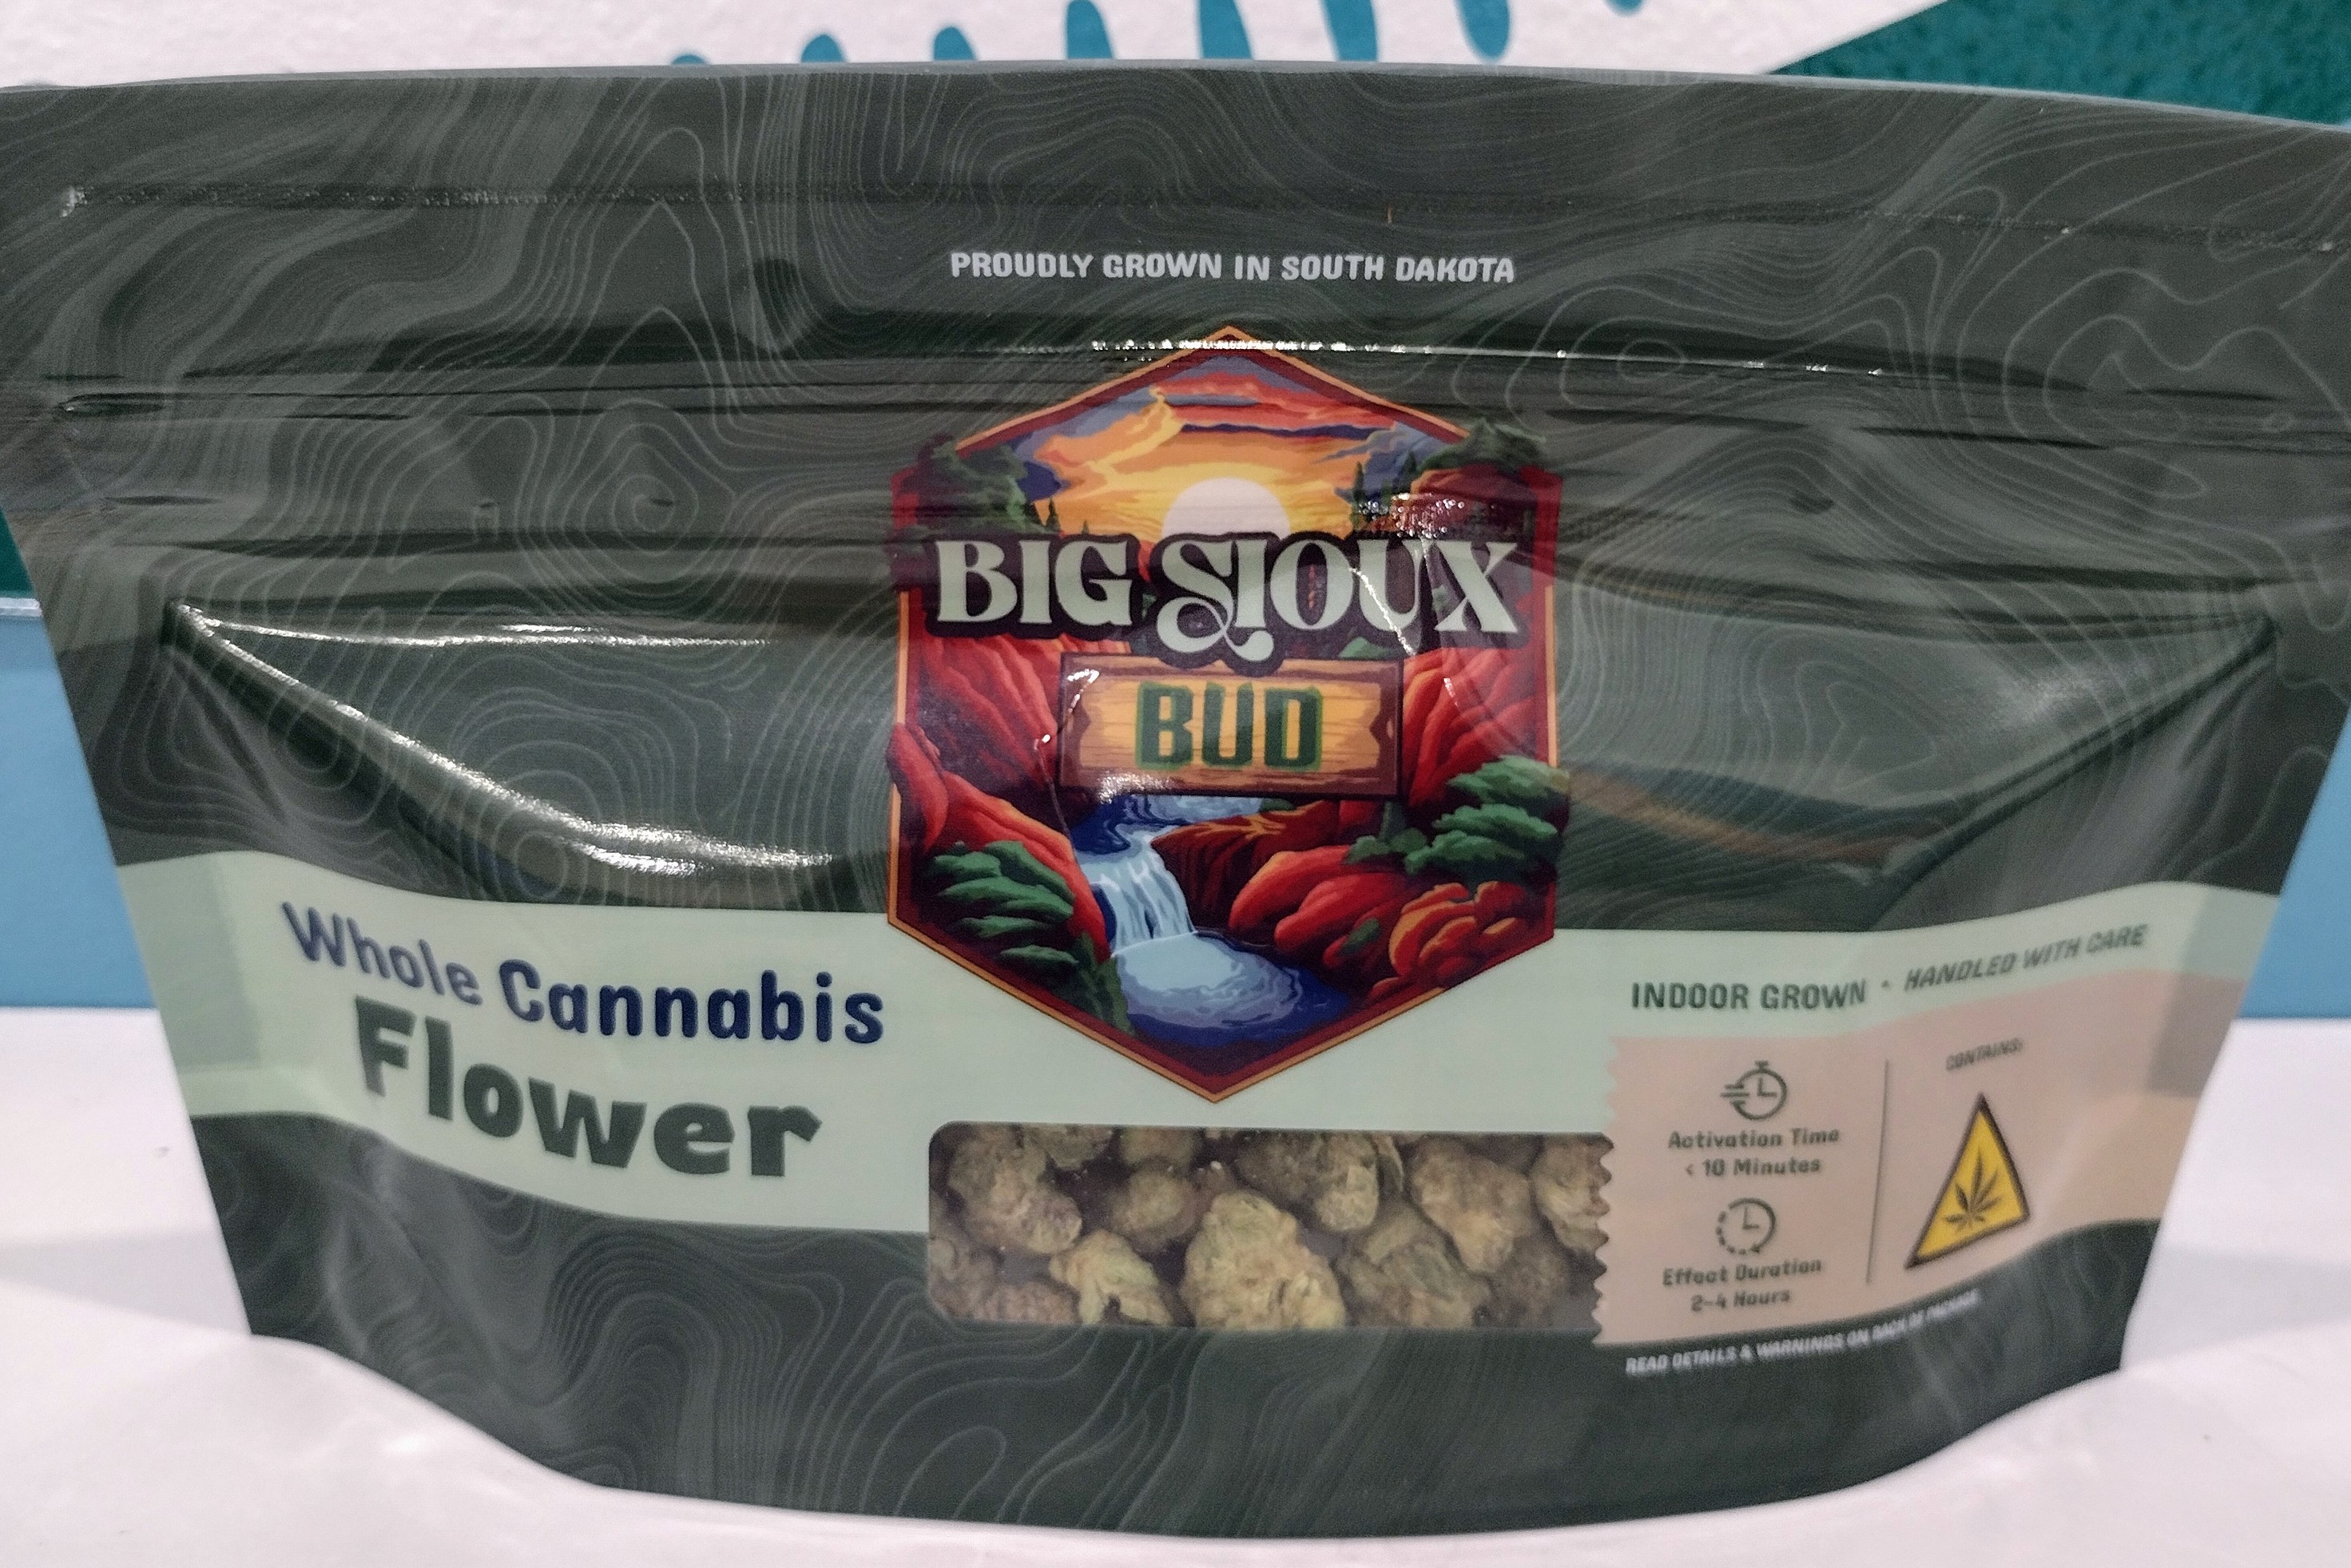 PROUDLY GROWN IN SOUTH DAKOTA
BIG SIOUX
BUD
Whole Cannabis
Flower
INDOOR GROWN • HANDLED WITH CARE
Activation Time
< 10 Minutes
Effect Duration
2-4 Hours
CONTAINS:
READ DETAILS & WARNINGS ON BACK OF PACKAGE